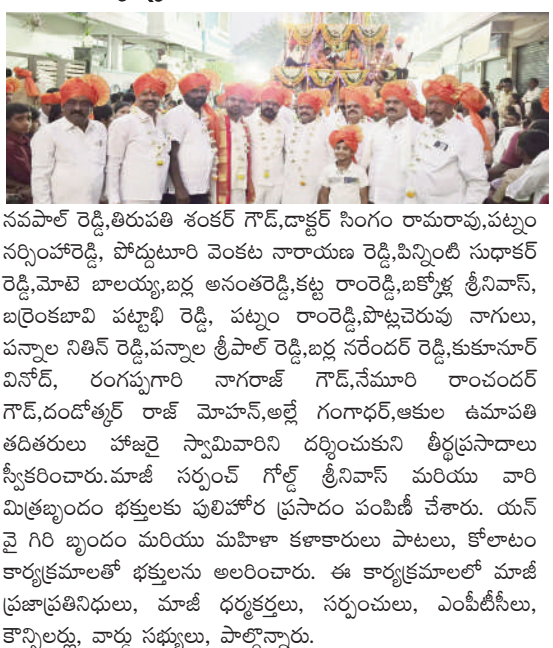 నవపాల్ రెడ్డి,తిరుపతి శంకర్ గౌడ్,డాక్టర్ సింగం రామరావు,పట్నం
నర్సింహారెడ్డి, పోద్దుటూరి వెంకట నారాయణ రెడ్డి,పిన్నింటి సుధాకర్
రెడ్డి,మోటె బాలయ్య,బర్ల అనంతరెడ్డి,కట్ట రాంరెడ్డి,బక్కోళ్ల శ్రీనివాస్,
బర్రెంకబావి పట్టాభి రెడ్డి, పట్నం రాంరెడ్డి,పొట్లచెరువు నాగులు,
పన్నాల నితిన్ రెడ్డి,పన్నాల శ్రీపాల్ రెడ్డి,బర్ల నరేందర్ రెడ్డి,కుకూనూర్
వినోద్, రంగప్పగారి నాగరాజ్ గౌడ్,నేమూరి రాంచందర్
గౌడ్,దండోత్కర్ రాజ్ మోహన్,అల్లే గంగాధర్,ఆకుల ఉమాపతి
తదితరులు హాజరై స్వామివారిని దర్శించుకుని తీర్థప్రసాదాలు
స్వీకరించారు.మాజీ సర్పంచ్ గోల్డ్ శ్రీనివాస్ మరియు వారి
మిత్రబృందం భక్తులకు పులిహోర ప్రసాదం పంపిణీ చేశారు. యన్
వై గిరి బృందం మరియు మహిళా కళాకారులు పాటలు, కోలాటం
కార్యక్రమాలతో భక్తులను అలరించారు. ఈ కార్యక్రమాలలో మాజీ
ప్రజాప్రతినిధులు, మాజీ ధర్మకర్తలు, సర్పంచులు, ఎంపీటీసీలు,
కౌన్సిలర్లు, వార్డు సభ్యులు, పాల్గొన్నారు.